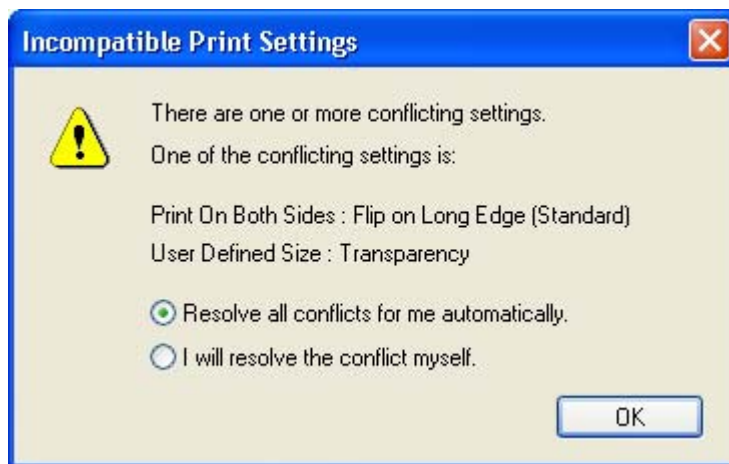 Incompatible Print Settings
There are one or more conflicting settings.
One of the conflicting settings is:
Print On Both Sides : Flip on Long Edge (Standard)
User Defined Size : Transparency
Resolve all conflicts for me automatically.
I will resolve the conflict myself.
OK